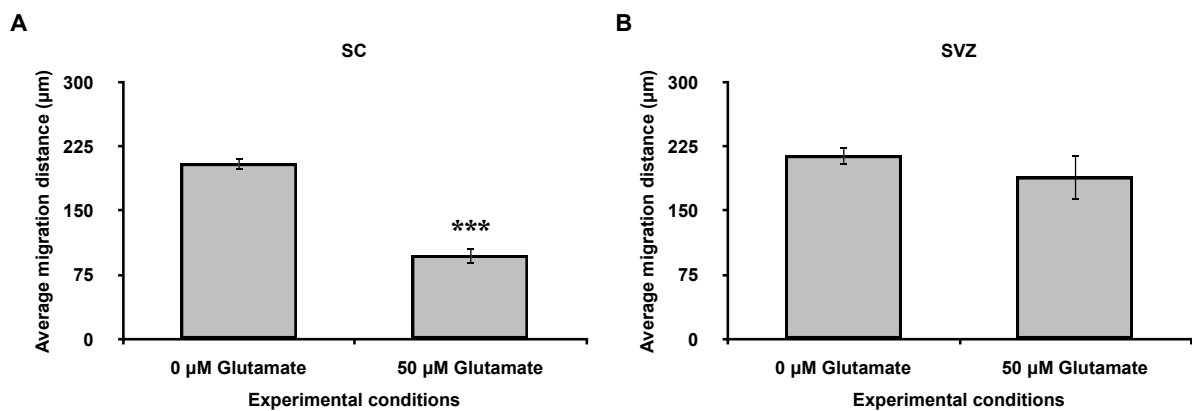 A
SC
Average migration distance (µm)
300
225
150
75
0
***
0 µM Glutamate
50 µM Glutamate
Experimental conditions
B
SVZ
Average migration distance (µm)
300
225
150
75
0
0 µM Glutamate
50 µM Glutamate
Experimental conditions